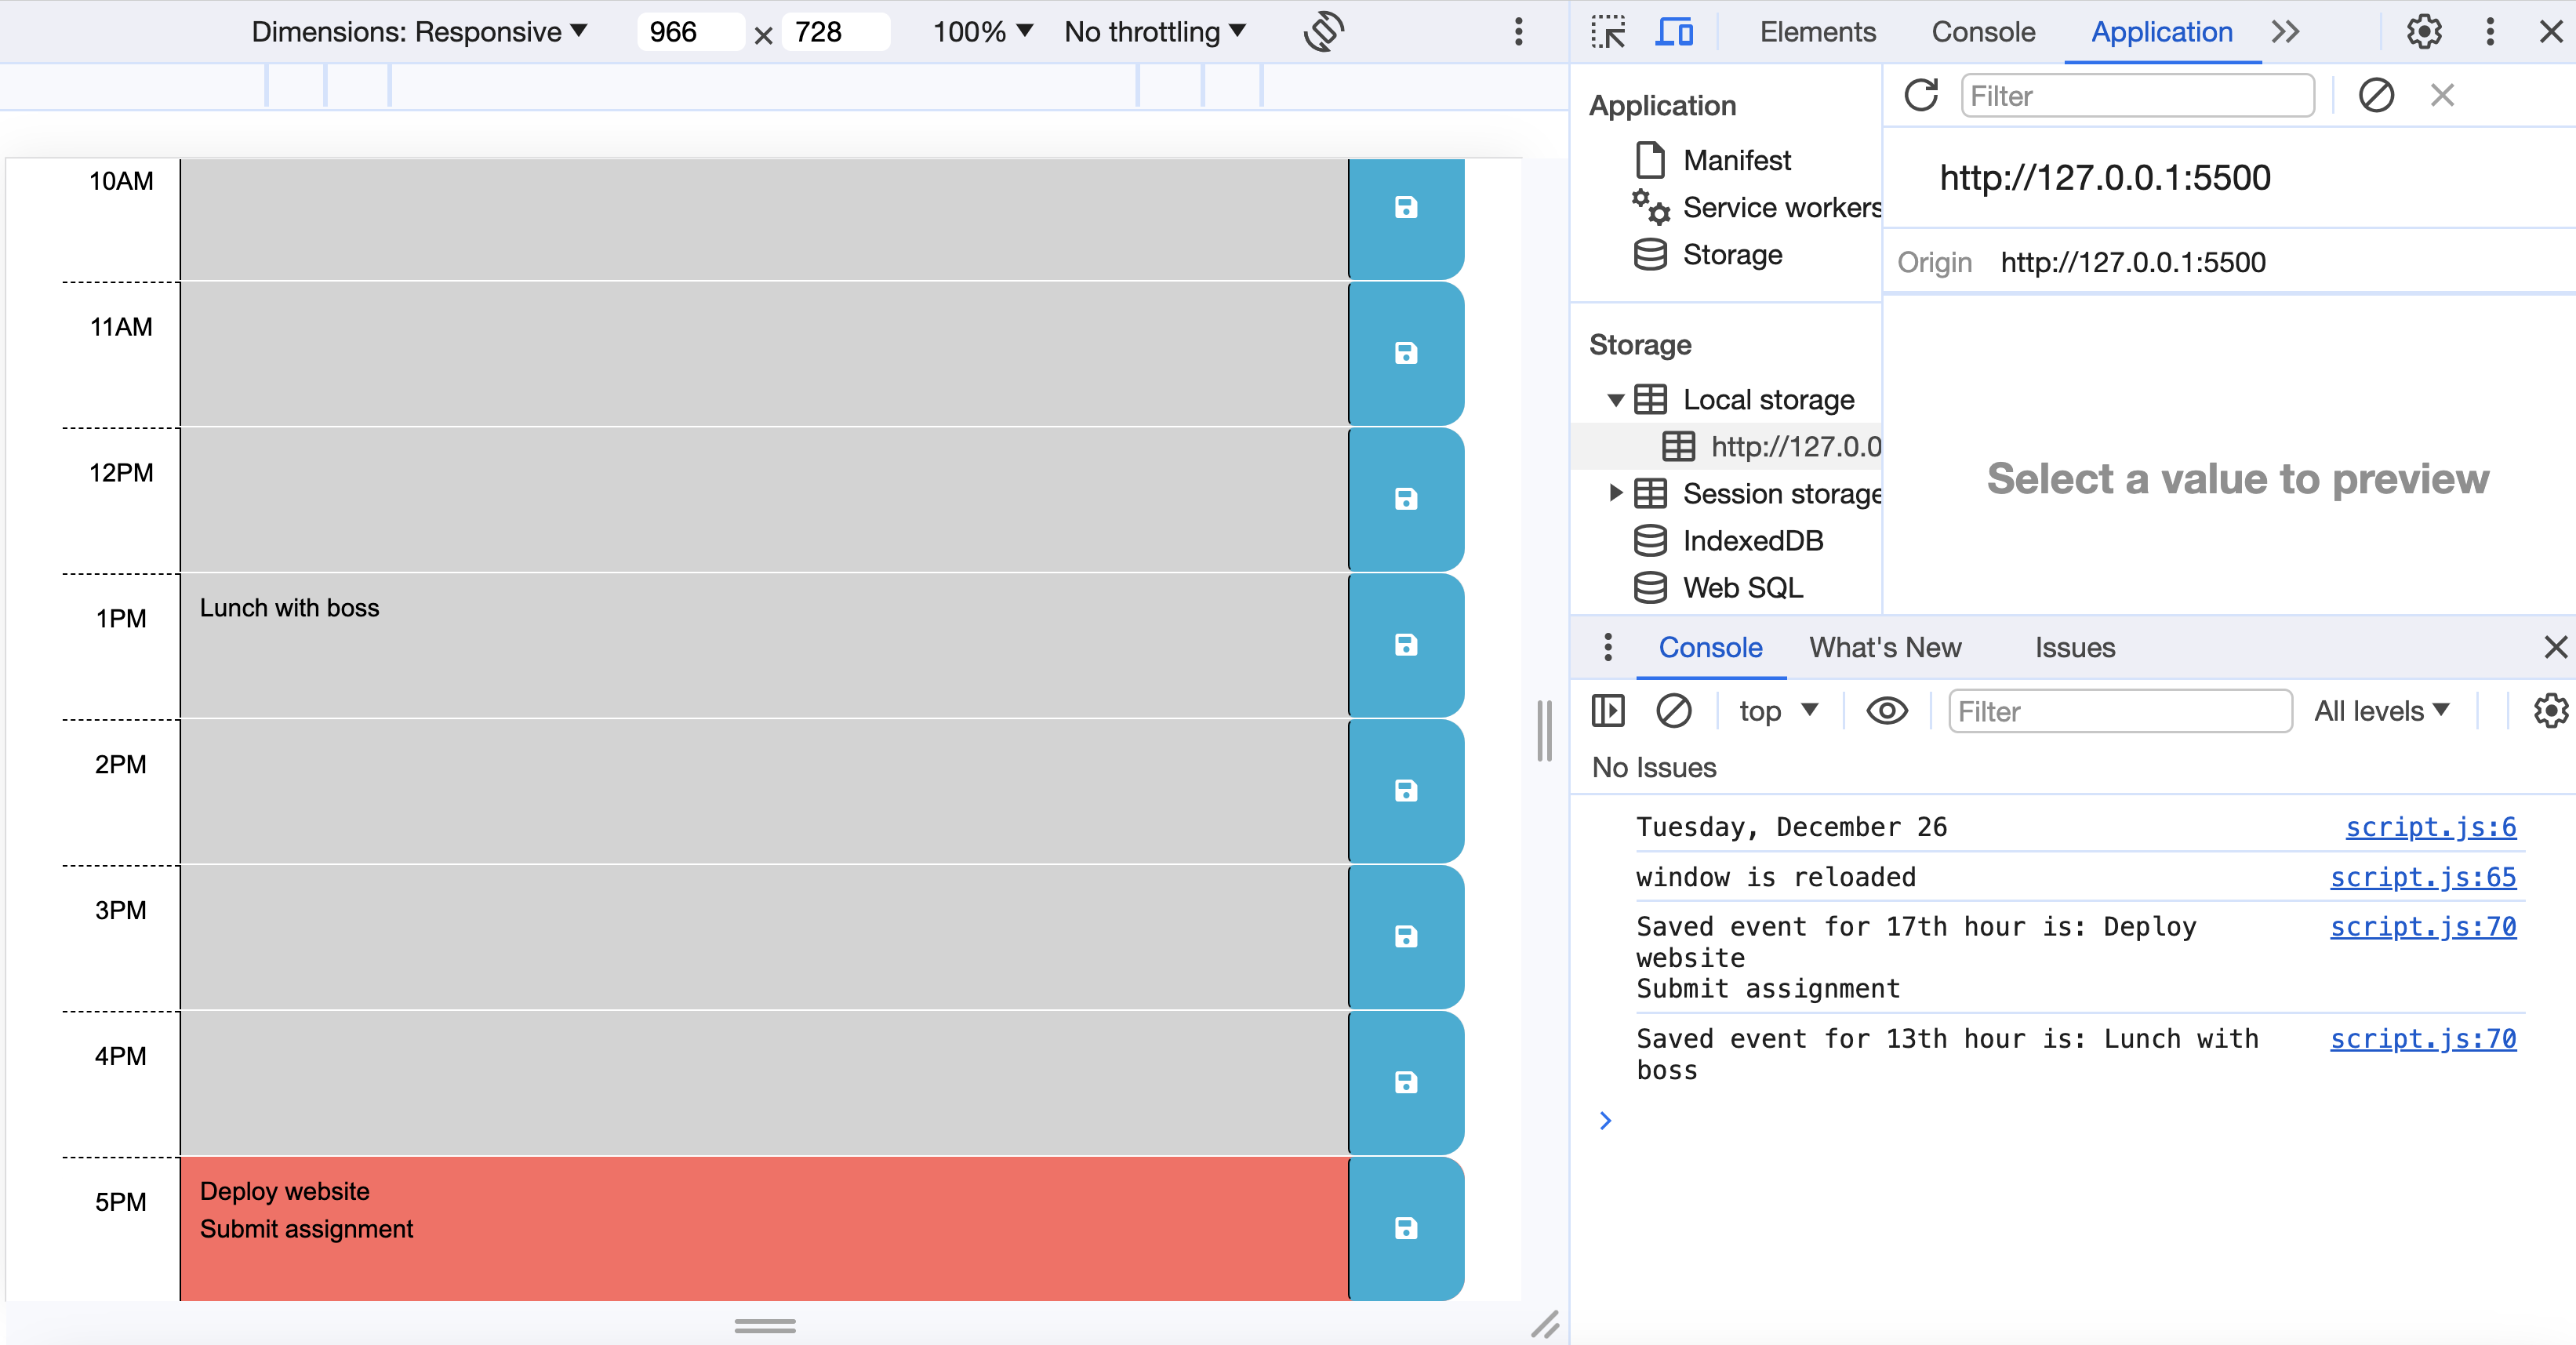 Dimensions: Responsive 966 × 728 100% No throttling
Elements Console Application
10AM
11AM
12PM
1PM Lunch with boss
2PM
3PM
4PM
5PM Deploy website
Submit assignment
Application
Manifest
Service workers
Storage
Storage
Local storage
http://127.0.0
Session storage
IndexedDB
Web SQL
Filter
http://127.0.0.1:5500
Origin http://127.0.0.1:5500
Select a value to preview
Console What's New Issues
top Filter All levels
No Issues
Tuesday, December 26 script.js:6
window is reloaded script.js:65
Saved event for 17th hour is: Deploy script.js:70
website
Submit assignment
Saved event for 13th hour is: Lunch with script.js:70
boss